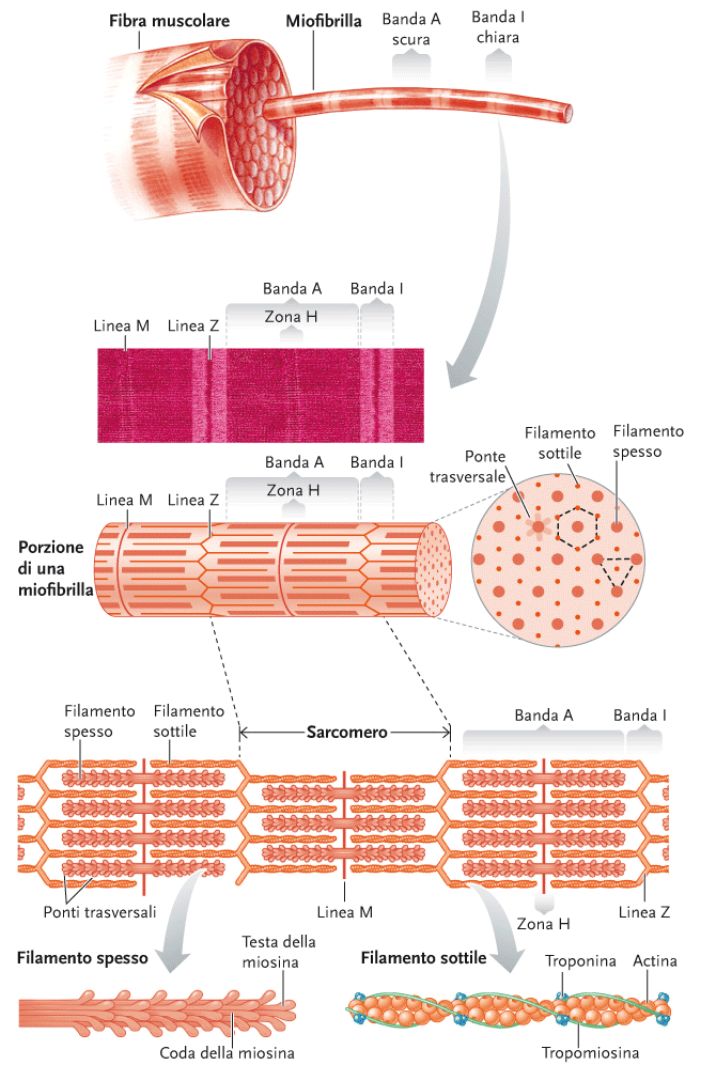 Fibra muscolare
Miofibrilla
Banda A
scura
Banda I
chiara
Banda A
Banda I
Zona H
Linea M
Linea Z
Banda A
Banda I
Zona H
Linea M
Linea Z
Ponte
trasversale
Filamento
sottile
Filamento
spesso
Porzione
di una
miofibrilla
Filamento
spesso
Filamento
sottile
Sarcomero
Banda A
Banda I
Ponti trasversali
Linea M
Zona H
Linea Z
Filamento spesso
Testa della
miosina
Coda della miosina
Filamento sottile
Troponina
Actina
Tropomiosina